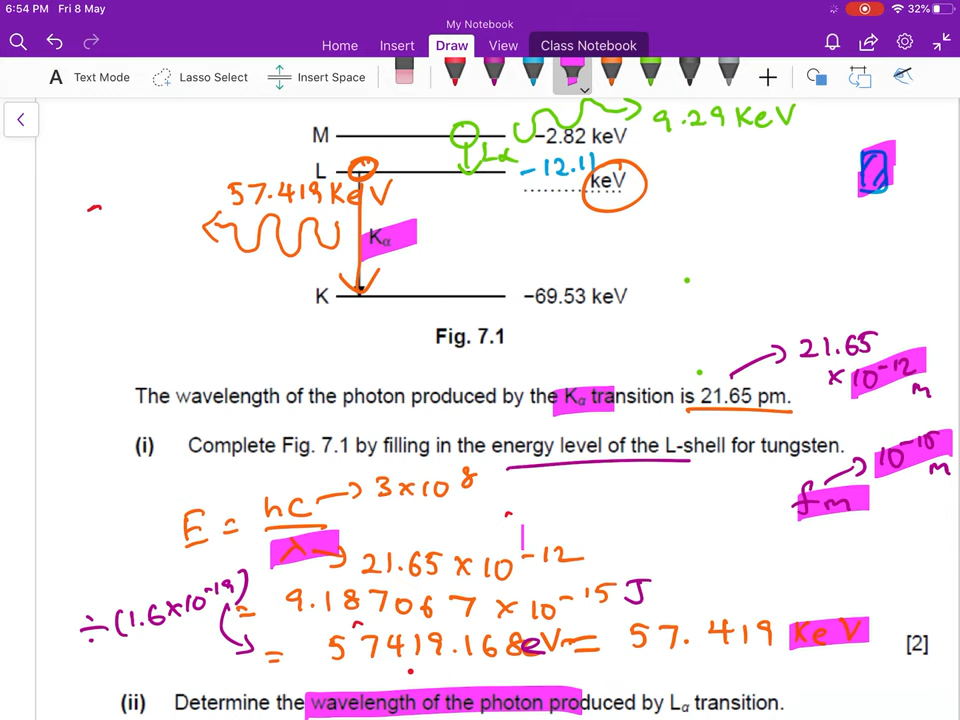 6:54 PM Fri 8 May
32%
My Notebook
Home Insert Draw View Class Notebook
A Text Mode Lasso Select Insert Space
M −2.82 keV
9.29 KeV
Lα
L −12.11 keV
57.419 KeV
Kα
K −69.53 keV
Fig. 7.1
21.65
× 10⁻¹² m
The wavelength of the photon produced by the Kα transition is 21.65 pm.
(i) Complete Fig. 7.1 by filling in the energy level of the L-shell for tungsten.
10⁻¹⁵ m
fm
E = hc / λ
3 × 10⁸
21.65 × 10⁻¹²
÷ (1.6 × 10⁻¹⁹)
= 9.187067 × 10⁻¹⁵ J
= 57419.168 eV = 57.419 KeV
[2]
(ii) Determine the wavelength of the photon produced by Lα transition.